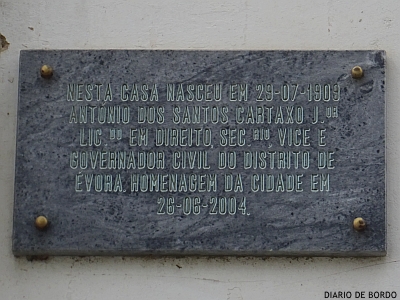 NESTA CASA NASCEU EM 29-07-1909
ANTÓNIO DOS SANTOS CARTAXO J.OR
LIC.DO EM DIREITO, SEC.RIO, VICE E
GOVERNADOR CIVIL DO DISTRITO DE
ÉVORA. HOMENAGEM DA CIDADE EM
26-06-2004.
DIARIO DE BORDO